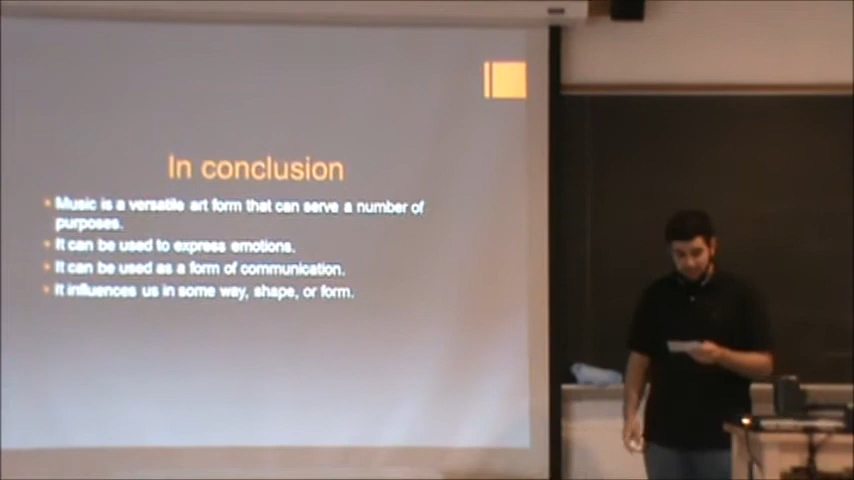 In conclusion
Music is a versatile art form that can serve a number of
purposes.
It can be used to express emotions.
It can be used as a form of communication.
It influences us in some way, shape, or form.